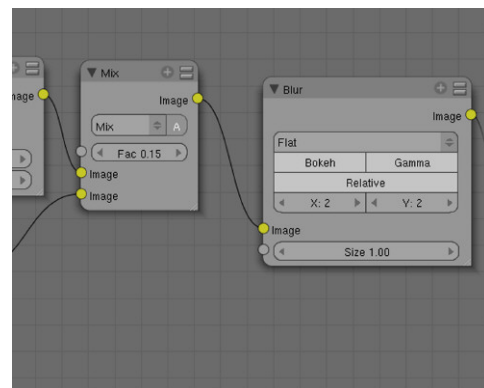 Mix
Image
Mix
A
Fac 0.15
Image
Image
Blur
Image
Flat
Bokeh Gamma
Relative
X: 2 Y: 2
Image
Size 1.00